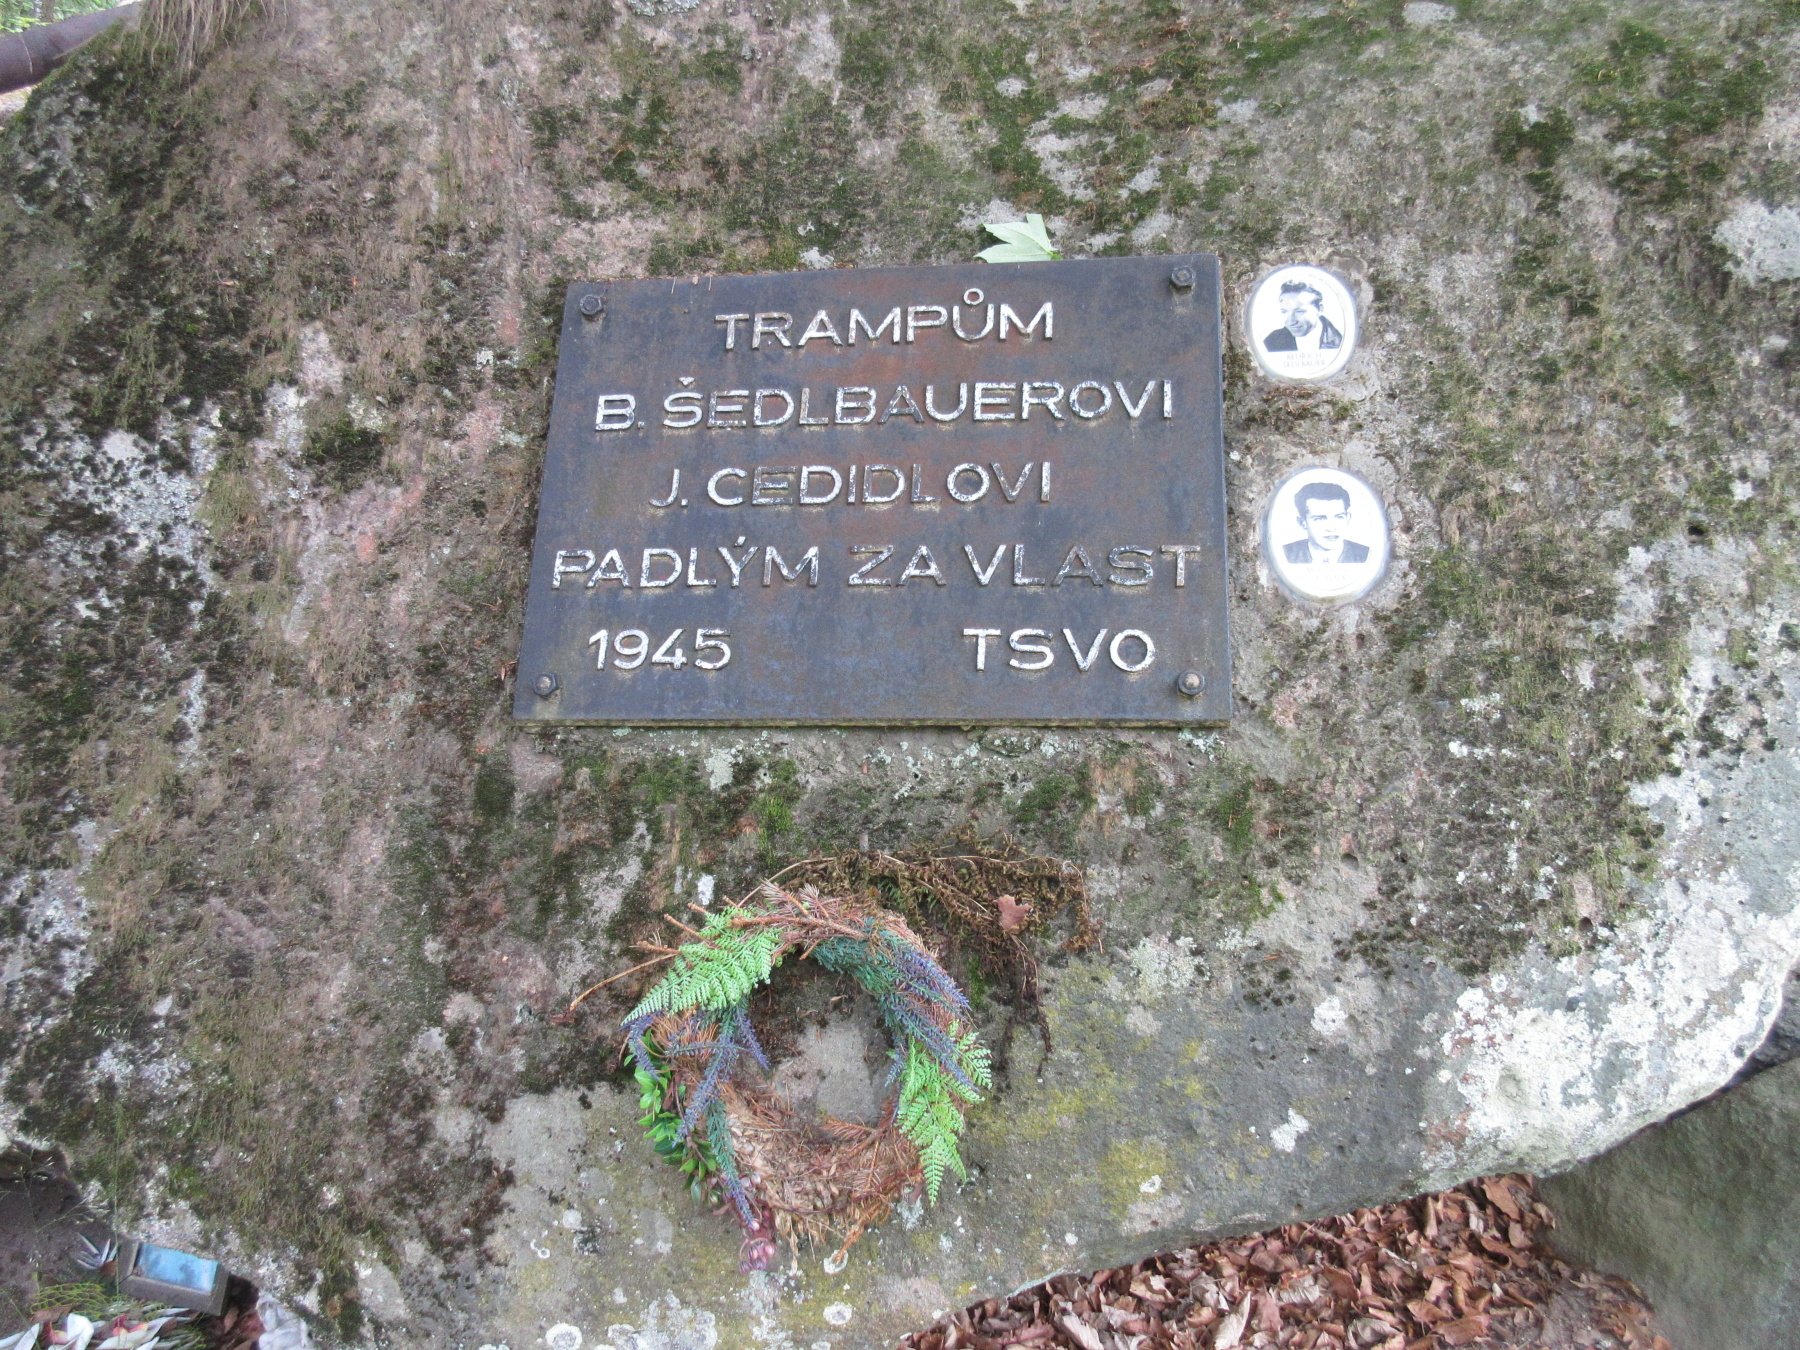 TRAMPŮM
B. ŠEDLBAUEROVI
J. CEDIDLOVI
PADLÝM ZA VLAST
1945 TSVO